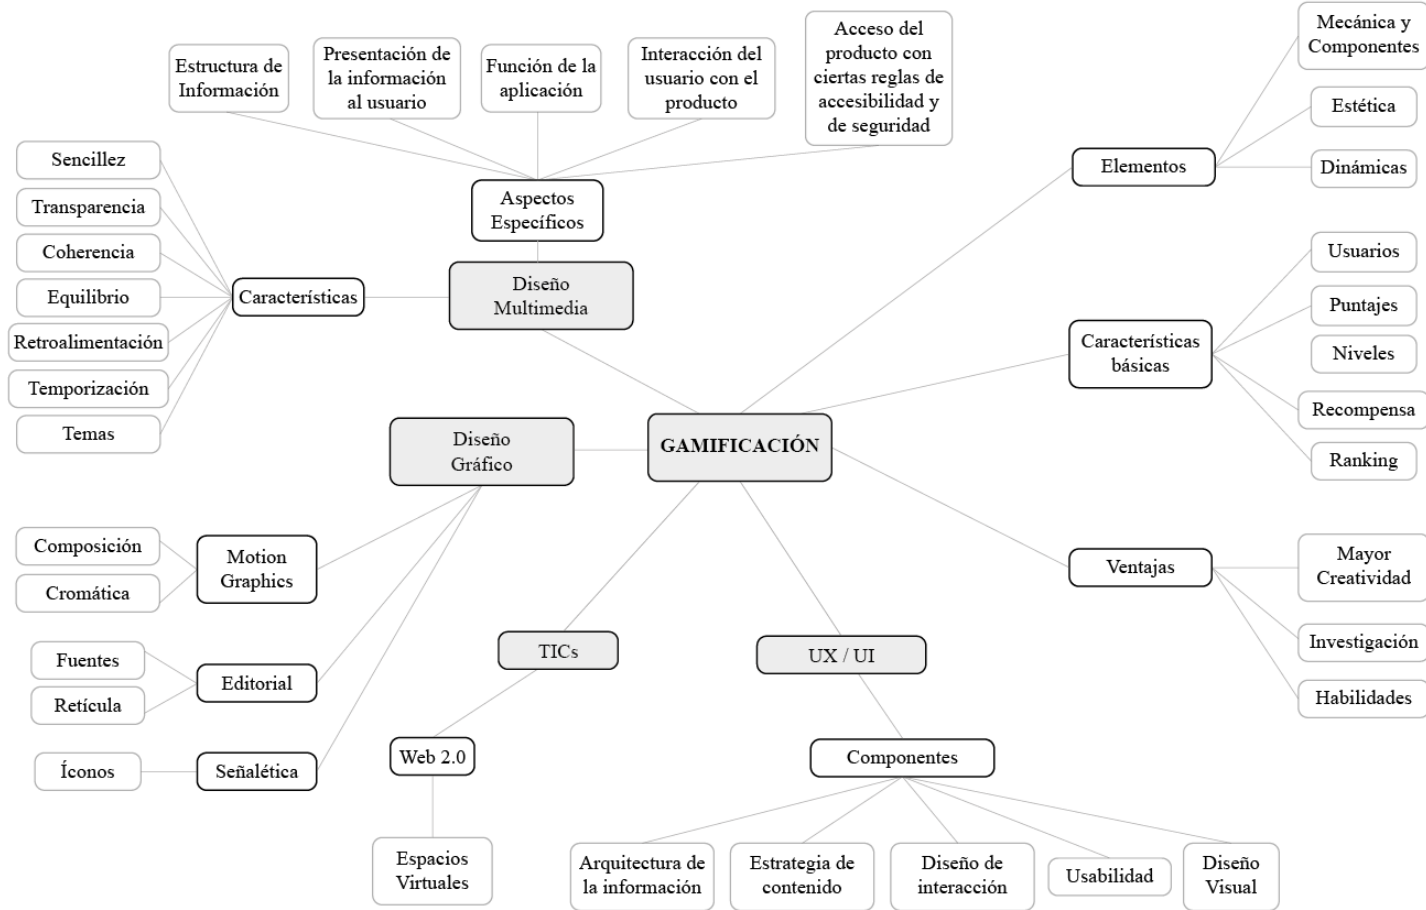 Estructura de
Información
Presentación de
la información
al usuario
Función de la
aplicación
Interacción del
usuario con el
producto
Acceso del
producto con
ciertas reglas de
accesibilidad y
de seguridad
Aspectos
Específicos
Diseño
Multimedia
Características
Sencillez
Transparencia
Coherencia
Equilibrio
Retroalimentación
Temporización
Temas
Elementos
Mecánica y
Componentes
Estética
Dinámicas
Características
básicas
Usuarios
Puntajes
Niveles
Recompensa
Ranking
GAMIFICACIÓN
Diseño
Gráfico
Motion
Graphics
Composición
Cromática
Editorial
Fuentes
Retícula
Señalética
Íconos
TICs
Web 2.0
Espacios
Virtuales
UX / UI
Componentes
Arquitectura de
la información
Estrategia de
contenido
Diseño de
interacción
Usabilidad
Diseño
Visual
Ventajas
Mayor
Creatividad
Investigación
Habilidades